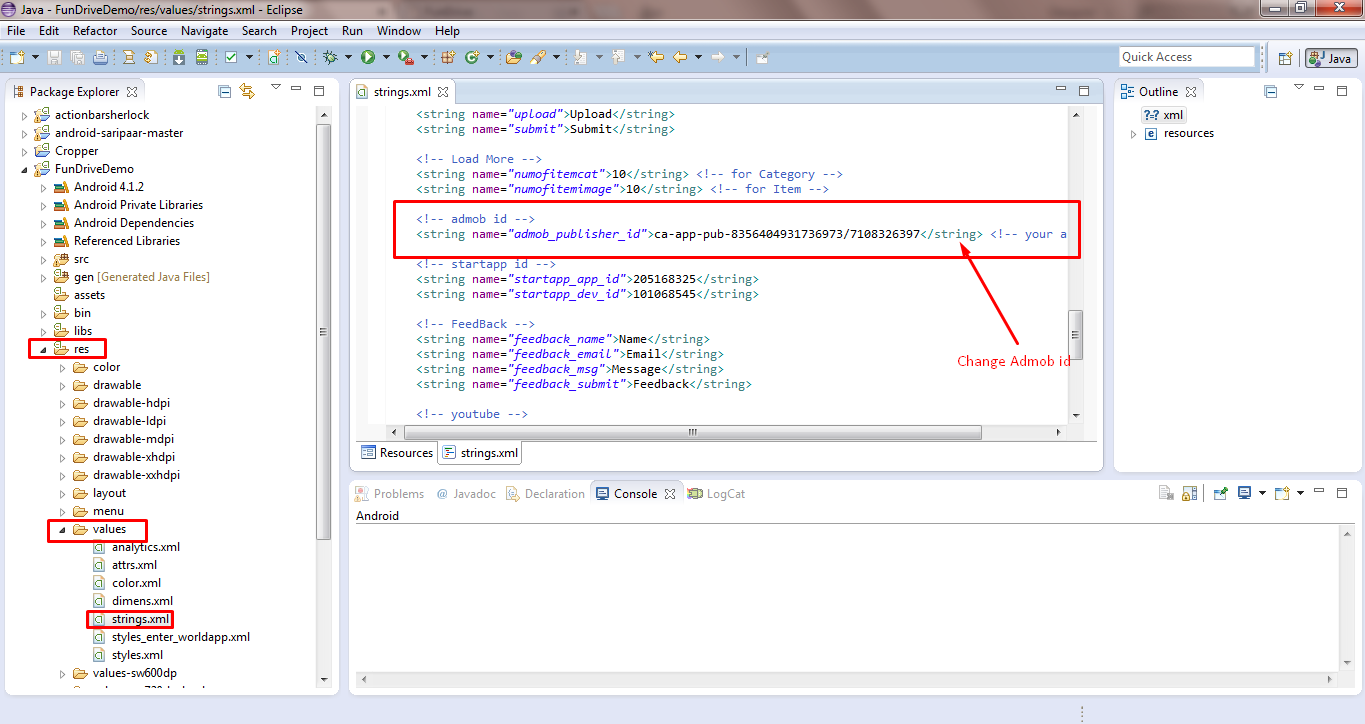 Java - FunDriveDemo/res/values/strings.xml - Eclipse
File Edit Refactor Source Navigate Search Project Run Window Help
Quick Access
Java
Package Explorer
actionbarsherlock
android-saripaar-master
Cropper
FunDriveDemo
Android 4.1.2
Android Private Libraries
Android Dependencies
Referenced Libraries
src
gen [Generated Java Files]
assets
bin
libs
res
color
drawable
drawable-hdpi
drawable-ldpi
drawable-mdpi
drawable-xhdpi
drawable-xxhdpi
layout
menu
values
analytics.xml
attrs.xml
color.xml
dimens.xml
strings.xml
styles_enter_worldapp.xml
styles.xml
values-sw600dp
strings.xml
<string name="upload">Upload</string>
<string name="submit">Submit</string>
<!-- Load More -->
<string name="numofitemcat">10</string> <!-- for Category -->
<string name="numofitemimage">10</string> <!-- for Item -->
<!-- admob id -->
<string name="admob_publisher_id">ca-app-pub-8356404931736973/7108326397</string> <!-- your a
<!-- startapp id -->
<string name="startapp_app_id">205168325</string>
<string name="startapp_dev_id">101068545</string>
<!-- FeedBack -->
<string name="feedback_name">Name</string>
<string name="feedback_email">Email</string>
<string name="feedback_msg">Message</string>
<string name="feedback_submit">Feedback</string>
<!-- youtube -->
Change Admob id
Resources strings.xml
Outline
?=? xml
e resources
Problems @ Javadoc Declaration Console LogCat
Android